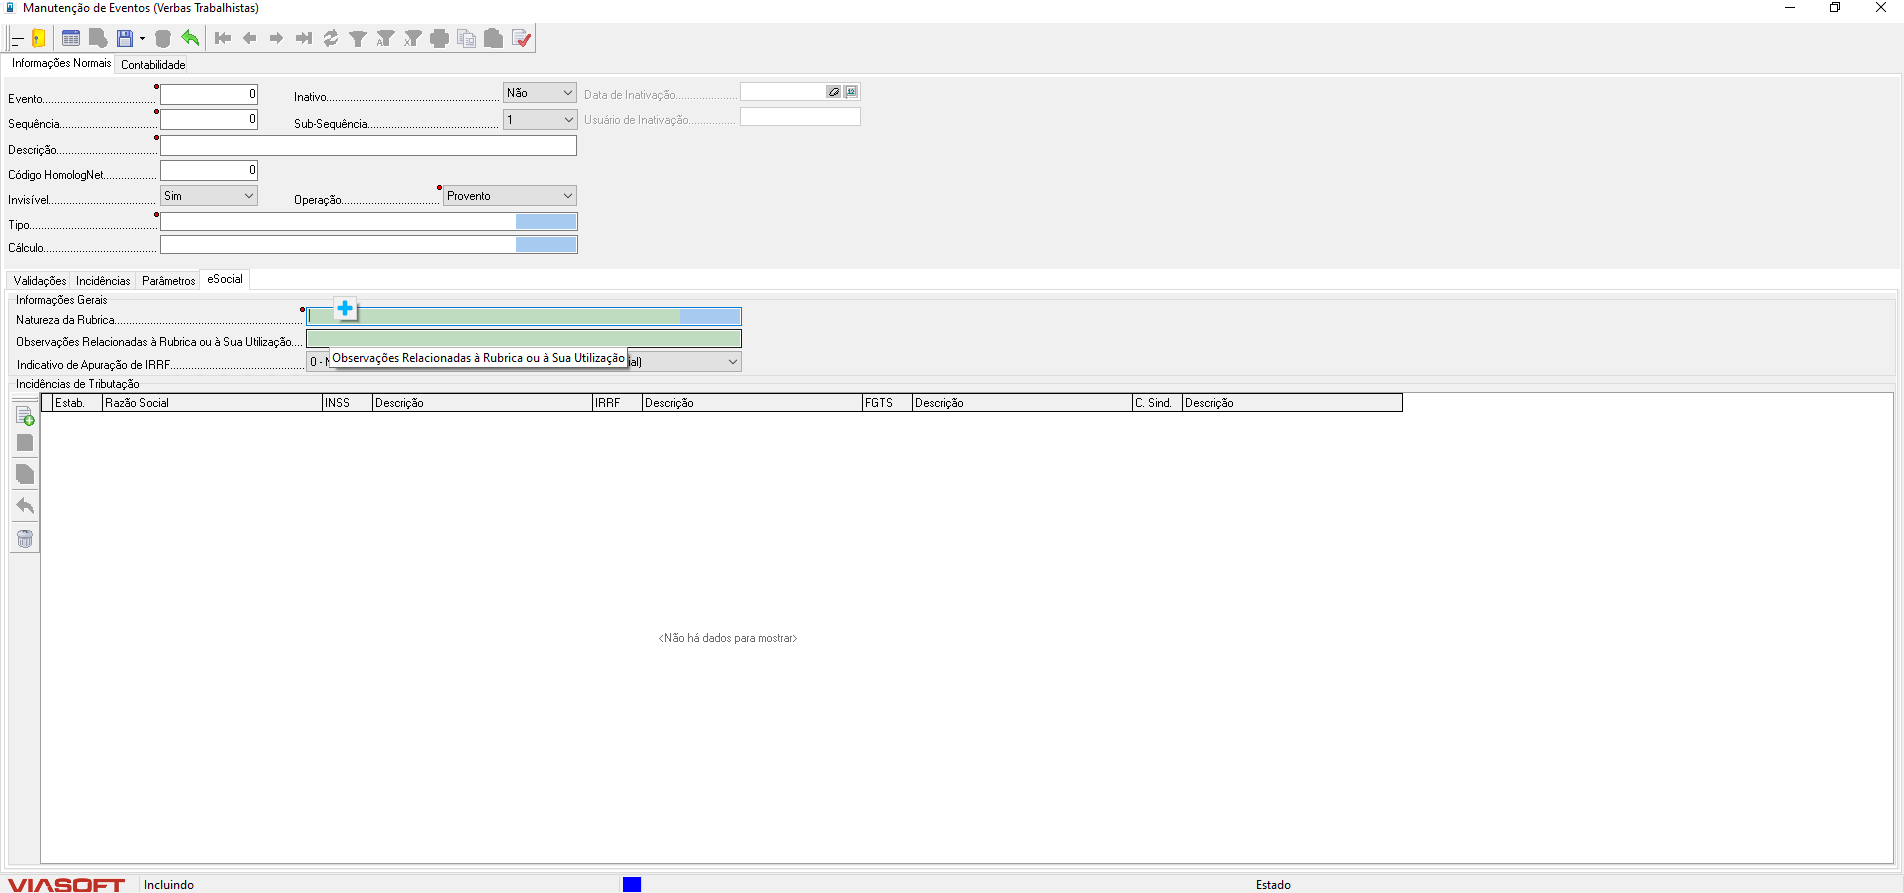 Manutenção de Eventos (Verbas Trabalhistas)
Informações Normais
Contabilidade
Evento
0
Inativo
Não
Data de Inativação
Sequência
0
Sub-Sequência
1
Usuário de Inativação
Descrição
Código HomologNet
0
Invisível
Sim
Operação
Provento
Tipo
Cálculo
Validações
Incidências
Parâmetros
eSocial
Informações Gerais
Natureza da Rubrica
Observações Relacionadas à Rubrica ou à Sua Utilização
Observações Relacionadas à Rubrica ou à Sua Utilização
Indicativo de Apuração de IRRF
0 -
Incidências de Tributação
Estab.
Razão Social
INSS
Descrição
IRRF
Descrição
FGTS
Descrição
C. Sind.
Descrição
<Não há dados para mostrar>
VIASOFT
Incluindo
Estado